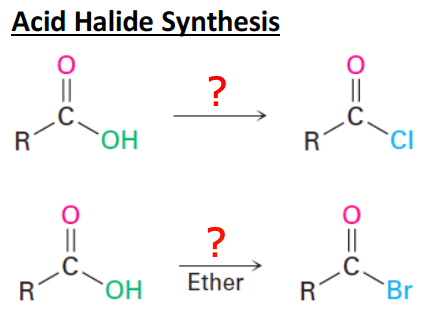 Acid Halide Synthesis
O O
?
C C
R OH R Cl
O O
?
C C
Ether
R OH R Br